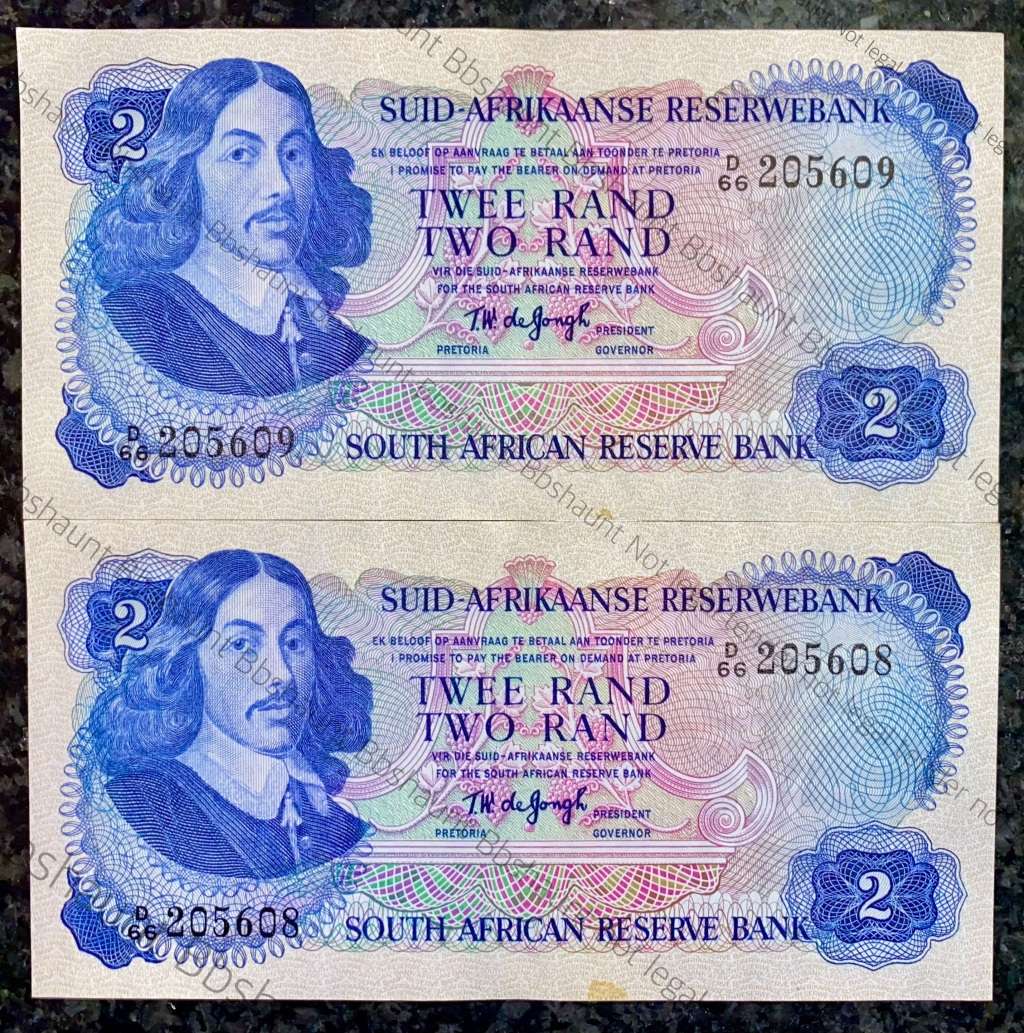 2
SUID-AFRIKAANSE RESERWEBANK
EK BELOOF OP AANVRAAG TE BETAAL AAN TOONDER TE PRETORIA
I PROMISE TO PAY THE BEARER ON DEMAND AT PRETORIA
D/66 205609
TWEE RAND
TWO RAND
VIR DIE SUID-AFRIKAANSE RESERWEBANK
FOR THE SOUTH AFRICAN RESERVE BANK
T.W. de Jongh
PRESIDENT
PRETORIA GOVERNOR
2
D/66 205609
SOUTH AFRICAN RESERVE BANK
2
SUID-AFRIKAANSE RESERWEBANK
EK BELOOF OP AANVRAAG TE BETAAL AAN TOONDER TE PRETORIA
I PROMISE TO PAY THE BEARER ON DEMAND AT PRETORIA
D/66 205608
TWEE RAND
TWO RAND
VIR DIE SUID-AFRIKAANSE RESERWEBANK
FOR THE SOUTH AFRICAN RESERVE BANK
T.W. de Jongh
PRESIDENT
PRETORIA GOVERNOR
2
D/66 205608
SOUTH AFRICAN RESERVE BANK
Bbshaunt Not legal tender